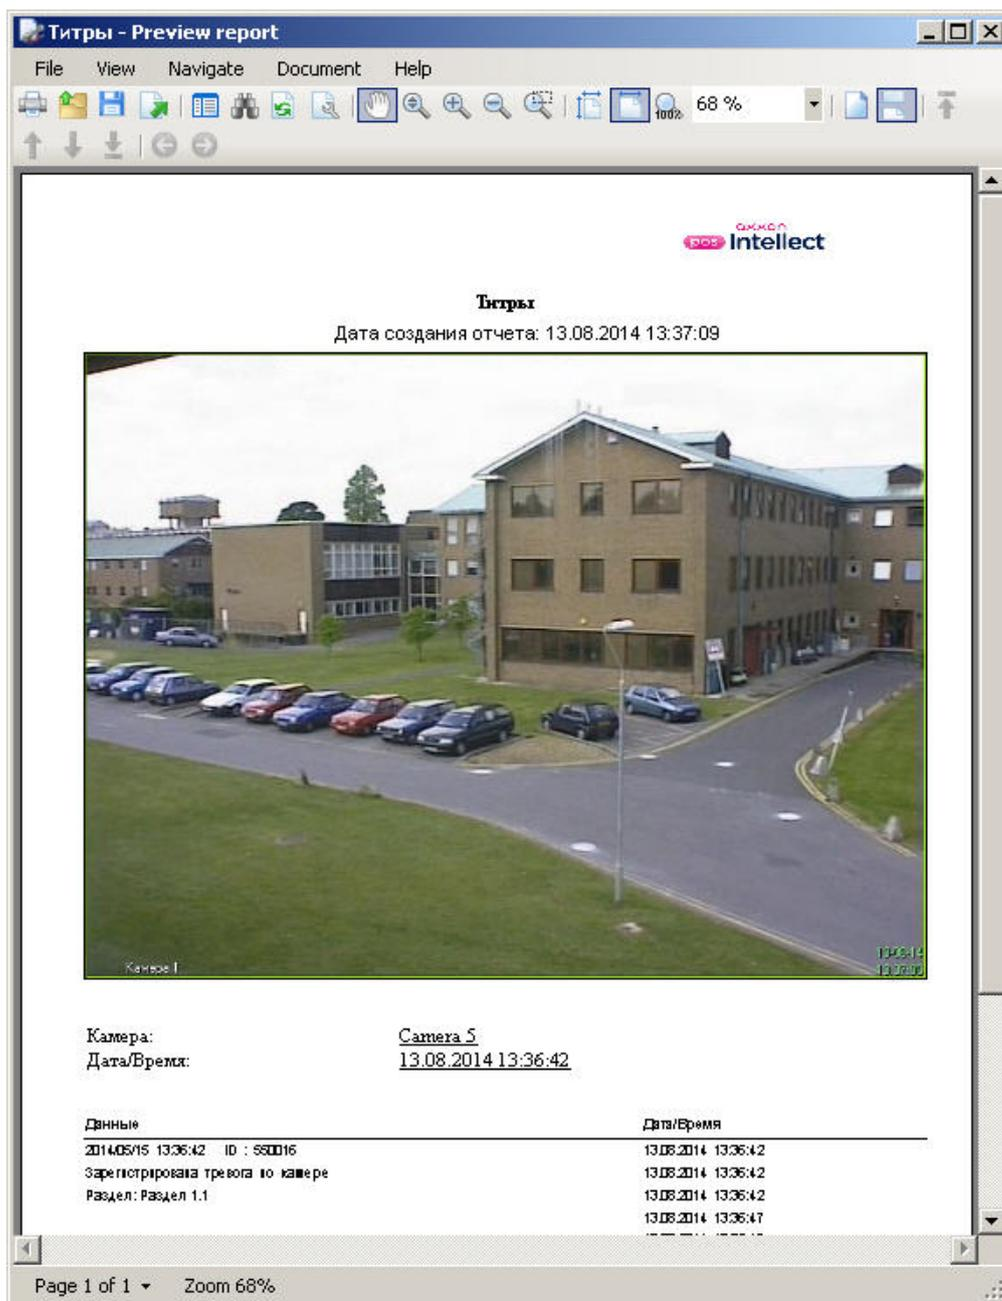 Титры - Preview report
File View Navigate Document Help
100% 68 %
axxon
pos Intellect
Титры
Дата создания отчета: 13.08.2014 13:37:09
Камера 1
13:37:00
Камера: Camera 5
Дата/Время: 13.08.2014 13:36:42
Данные Дата/Время
2014/05/15 13:36:42 ID : 550016 13.08.2014 13:36:42
Зарегистрирована тревога по камере 13.08.2014 13:36:42
Раздел: Раздел 1.1 13.08.2014 13:36:42
13.08.2014 13:36:47
Page 1 of 1 Zoom 68%